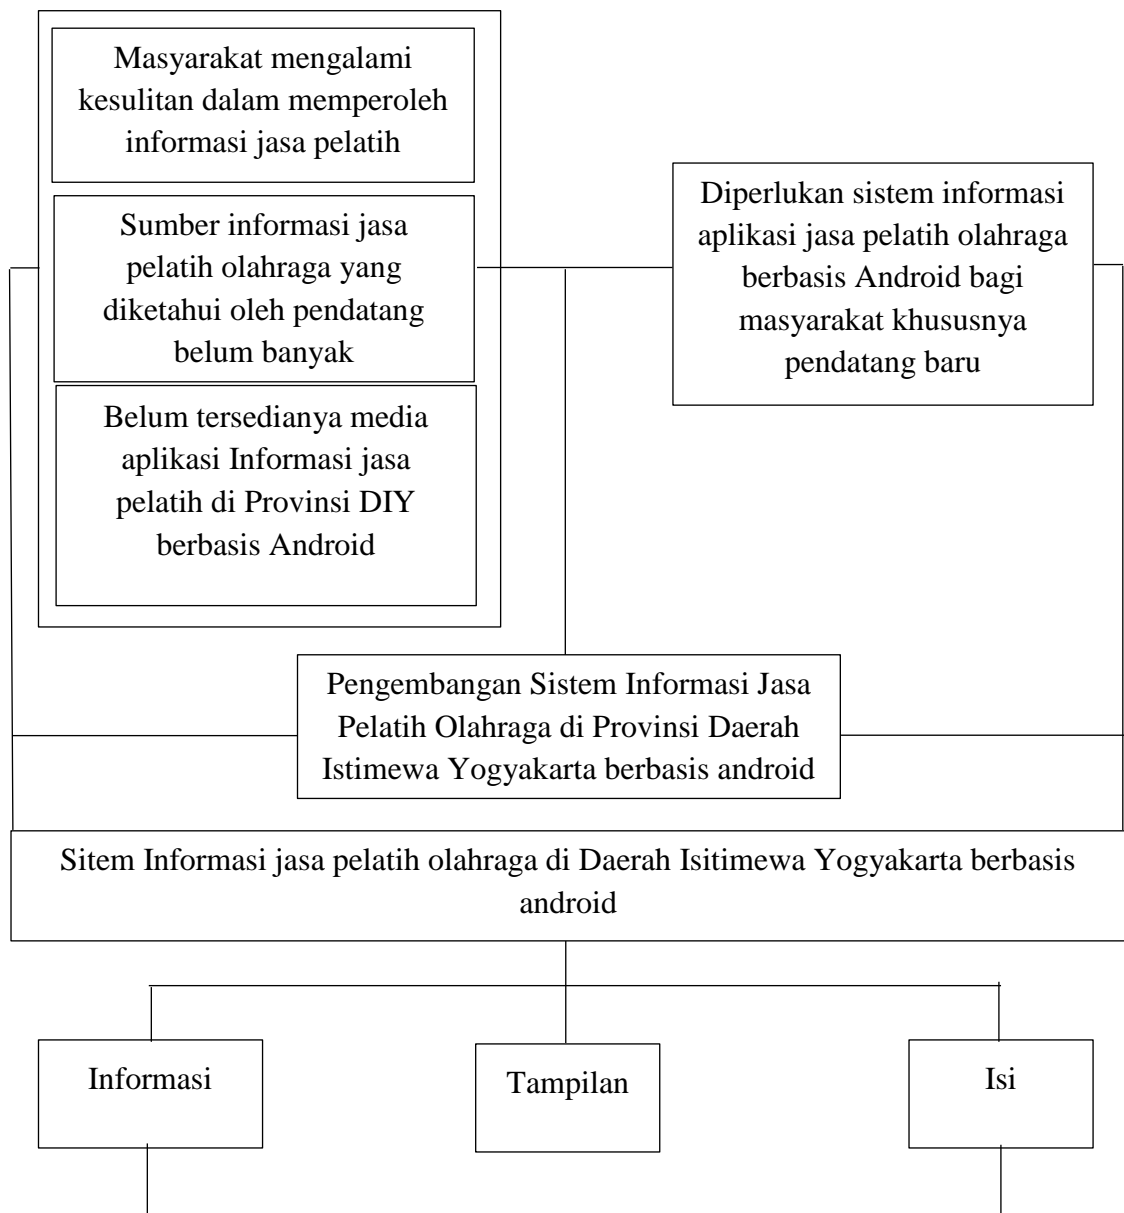 Masyarakat mengalami
kesulitan dalam memperoleh
informasi jasa pelatih
Sumber informasi jasa
pelatih olahraga yang
diketahui oleh pendatang
belum banyak
Belum tersedianya media
aplikasi Informasi jasa
pelatih di Provinsi DIY
berbasis Android
Diperlukan sistem informasi
aplikasi jasa pelatih olahraga
berbasis Android bagi
masyarakat khususnya
pendatang baru
Pengembangan Sistem Informasi Jasa
Pelatih Olahraga di Provinsi Daerah
Istimewa Yogyakarta berbasis android
Sitem Informasi jasa pelatih olahraga di Daerah Isitimewa Yogyakarta berbasis
android
Informasi
Tampilan
Isi